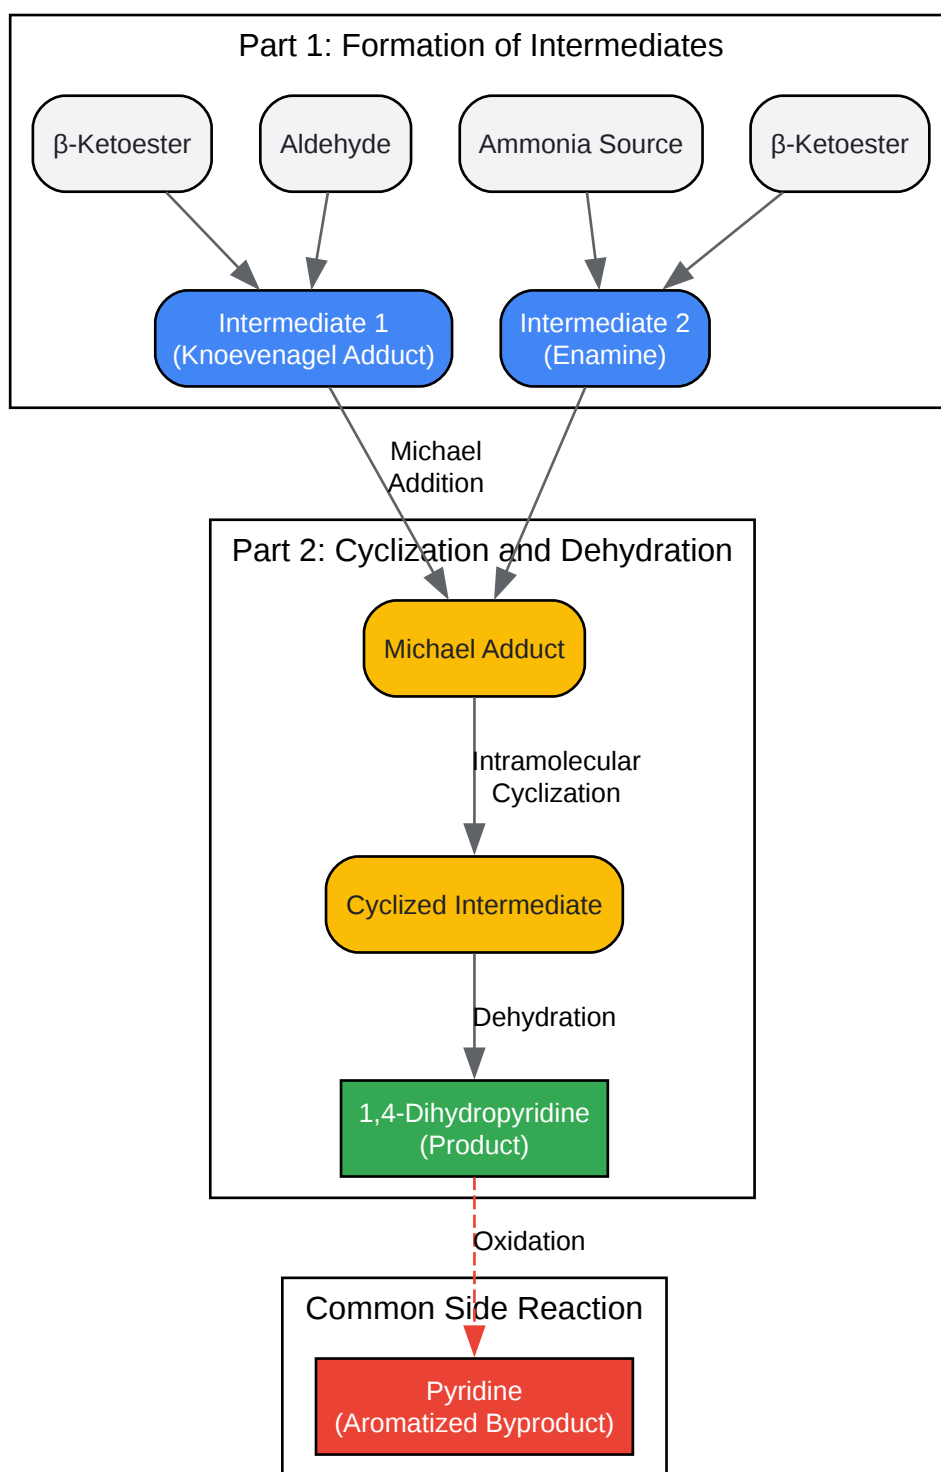 Part 1: Formation of Intermediates
β-Ketoester
Aldehyde
Ammonia Source
β-Ketoester
Intermediate 1
(Knoevenagel Adduct)
Intermediate 2
(Enamine)
Michael
Addition
Part 2: Cyclization and Dehydration
Michael Adduct
Intramolecular
Cyclization
Cyclized Intermediate
Dehydration
1,4-Dihydropyridine
(Product)
Oxidation
Common Side Reaction
Pyridine
(Aromatized Byproduct)